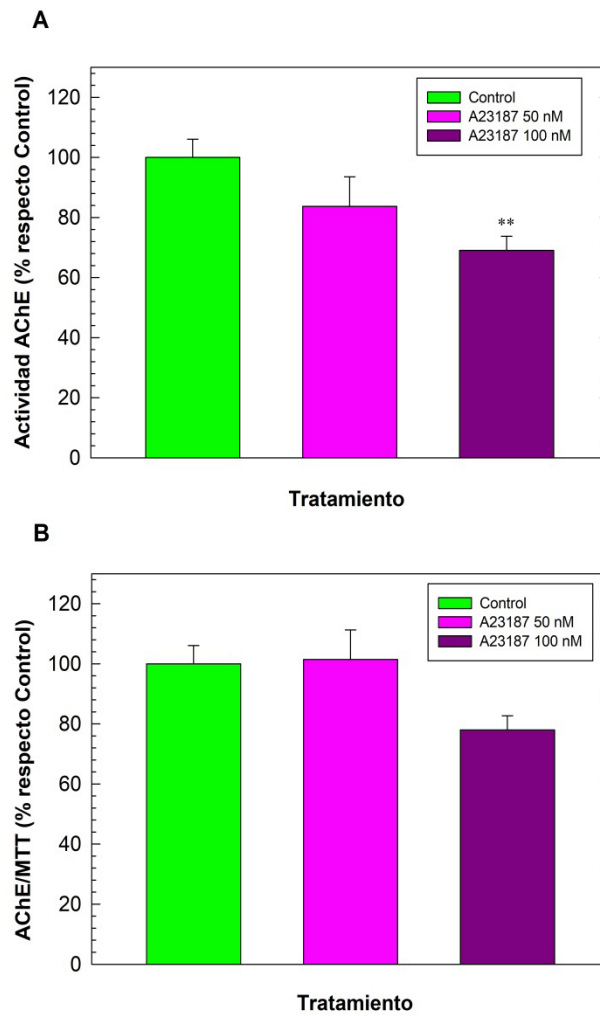 A
Actividad AChE (% respecto Control)
120
100
80
60
40
20
0
Control
A23187 50 nM
A23187 100 nM
**
Tratamiento
B
AChE/MTT (% respecto Control)
120
100
80
60
40
20
0
Control
A23187 50 nM
A23187 100 nM
Tratamiento